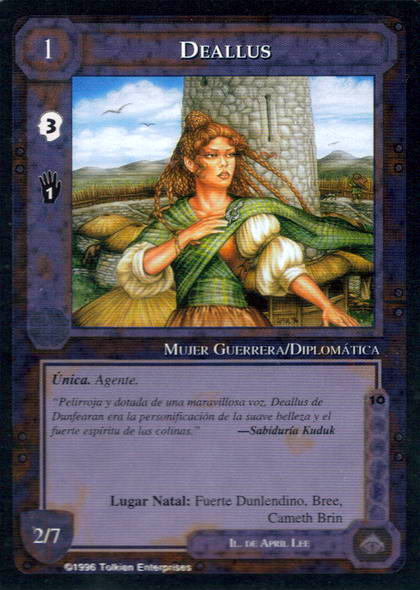 1
DEALLUS
3
1
MUJER GUERRERA/DIPLOMÁTICA
Única. Agente.
10
"Pelirroja y dotada de una maravillosa voz, Deallus de
Dunfearan era la personificación de la suave belleza y el
fuerte espíritu de las colinas." —Sabiduría Kuduk
Lugar Natal: Fuerte Dunlendino, Bree,
Cameth Brin
2/7
IL. DE APRIL LEE
©1996 Tolkien Enterprises